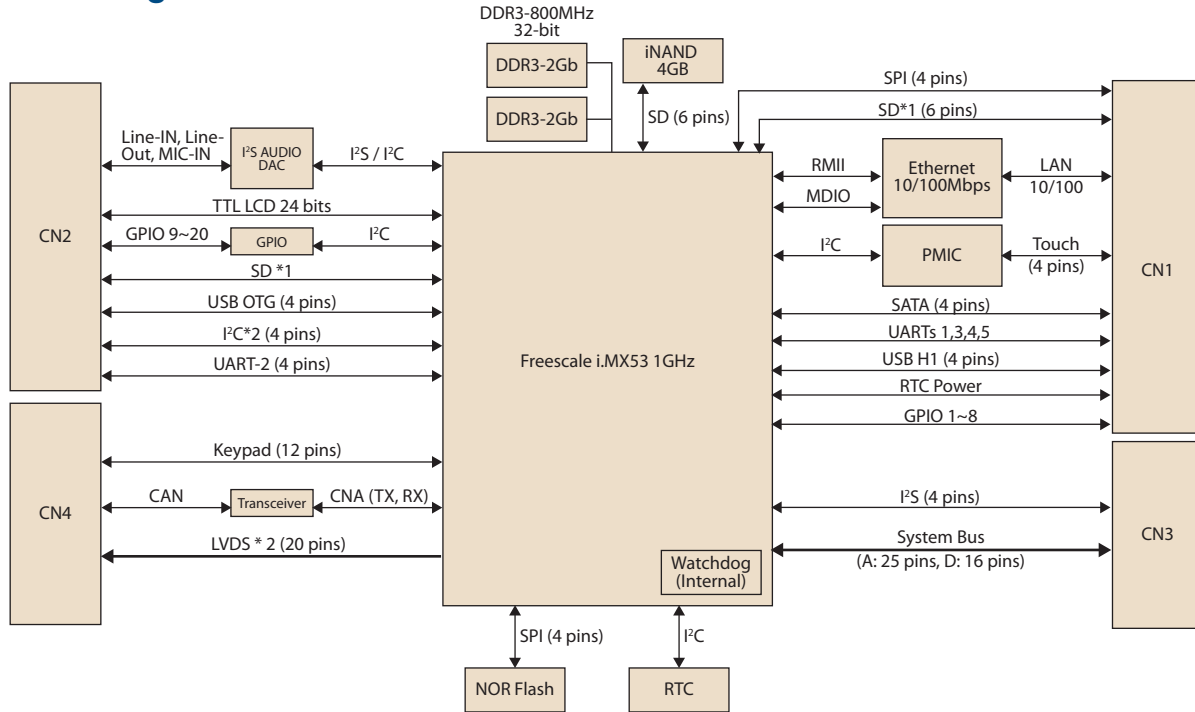 DDR3-800MHz
32-bit
DDR3-2Gb
DDR3-2Gb
iNAND
4GB
SD (6 pins)
SPI (4 pins)
SD*1 (6 pins)
CN2
Line-IN, Line-
Out, MIC-IN
I²S AUDIO
DAC
I²S / I²C
TTL LCD 24 bits
GPIO 9~20
GPIO
I²C
SD *1
USB OTG (4 pins)
I²C*2 (4 pins)
UART-2 (4 pins)
CN4
Keypad (12 pins)
CAN
Transceiver
CNA (TX, RX)
LVDS * 2 (20 pins)
Freescale i.MX53 1GHz
Watchdog
(Internal)
RMII
MDIO
Ethernet
10/100Mbps
LAN
10/100
I²C
PMIC
Touch
(4 pins)
CN1
SATA (4 pins)
UARTs 1,3,4,5
USB H1 (4 pins)
RTC Power
GPIO 1~8
I²S (4 pins)
System Bus
(A: 25 pins, D: 16 pins)
CN3
SPI (4 pins)
NOR Flash
I²C
RTC